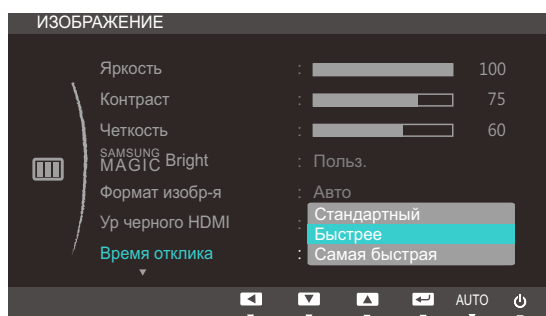 ИЗОБРАЖЕНИЕ
Яркость : 100
Контраст : 75
Четкость : 60
SAMSUNG MAGIC Bright : Польз.
Формат изобр-я : Авто
Ур черного HDMI :
Стандартный
Быстрее
Время отклика : Самая быстрая
AUTO